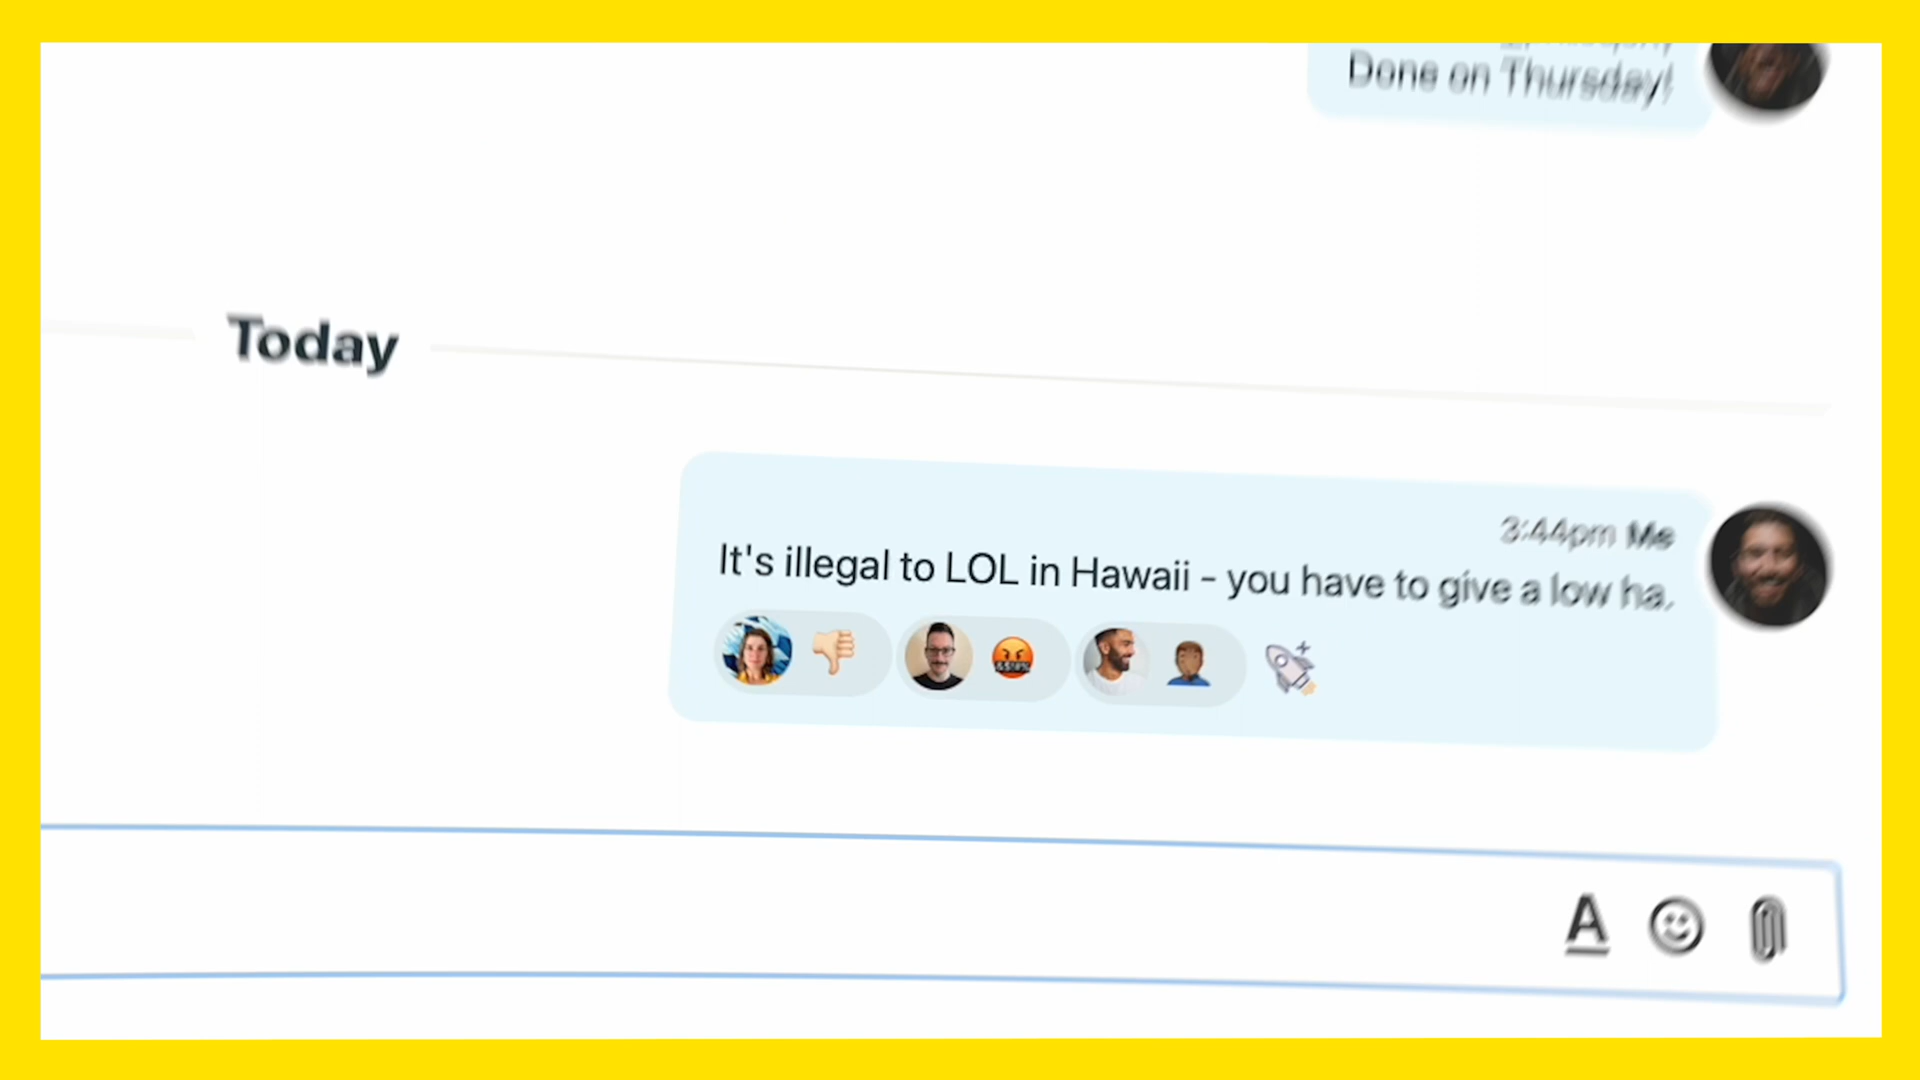 Done on Thursday!
Today
3:44pm Me
It's illegal to LOL in Hawaii - you have to give a low ha.
A